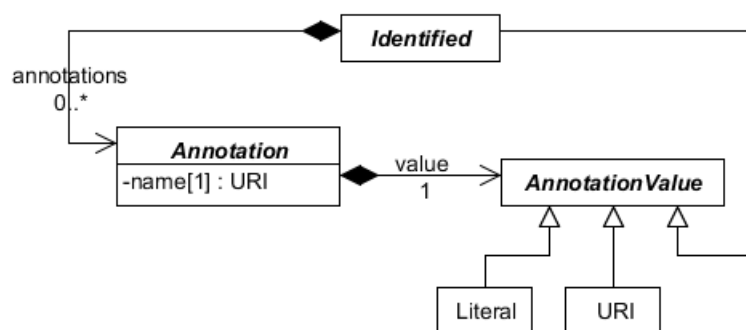 Identified
annotations
0..*
Annotation
-name[1] : URI
value
1
AnnotationValue
Literal
URI